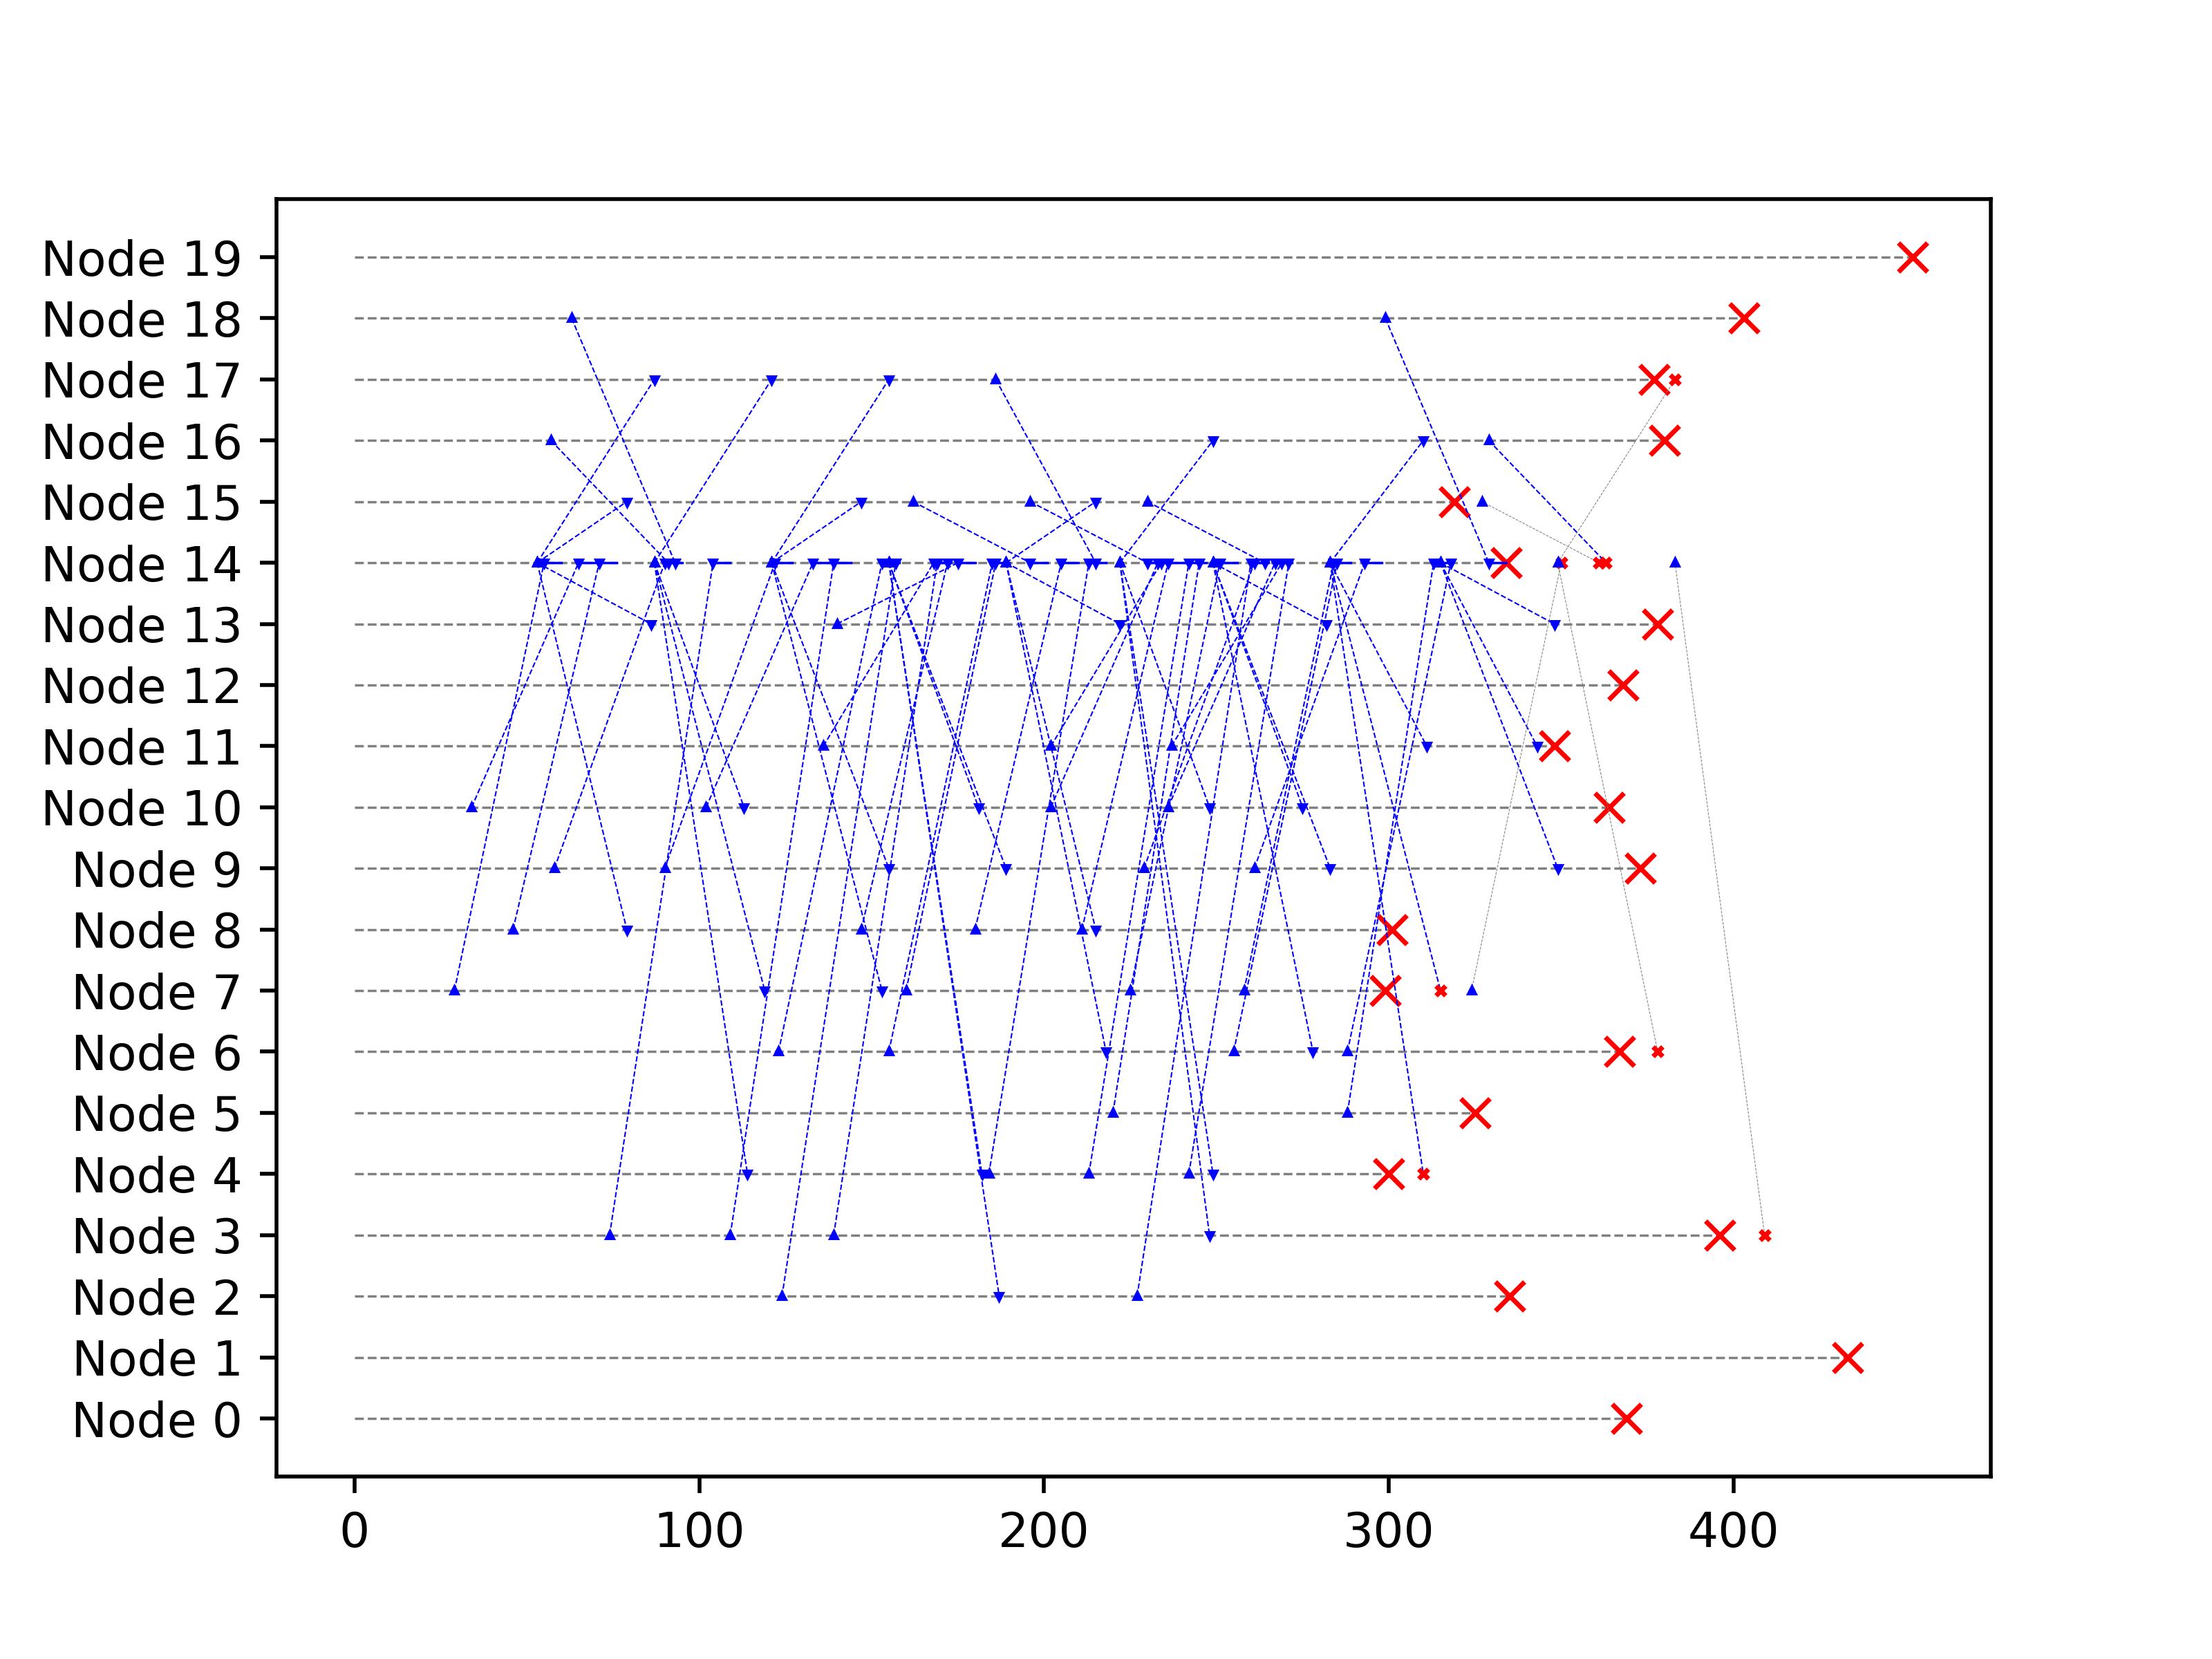 Node 19
Node 18
Node 17
Node 16
Node 15
Node 14
Node 13
Node 12
Node 11
Node 10
Node 9
Node 8
Node 7
Node 6
Node 5
Node 4
Node 3
Node 2
Node 1
Node 0
0 100 200 300 400